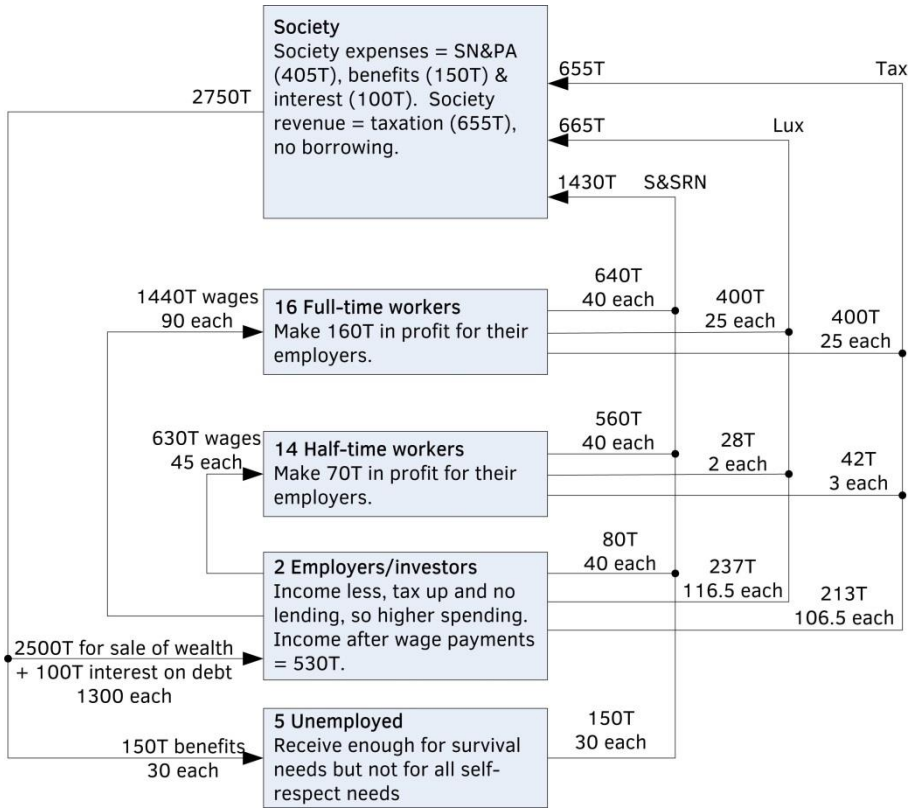 Society
Society expenses = SN&PA
(405T), benefits (150T) &
interest (100T).  Society
revenue = taxation (655T),
no borrowing.
2750T
655T
Tax
665T
Lux
1430T
S&SRN
1440T wages
90 each
16 Full-time workers
Make 160T in profit for their
employers.
640T
40 each
400T
25 each
400T
25 each
630T wages
45 each
14 Half-time workers
Make 70T in profit for their
employers.
560T
40 each
28T
2 each
42T
3 each
2 Employers/investors
Income less, tax up and no
lending, so higher spending.
Income after wage payments
= 530T.
80T
40 each
237T
116.5 each
213T
106.5 each
2500T for sale of wealth
+ 100T interest on debt
1300 each
5 Unemployed
Receive enough for survival
needs but not for all self-
respect needs
150T benefits
30 each
150T
30 each